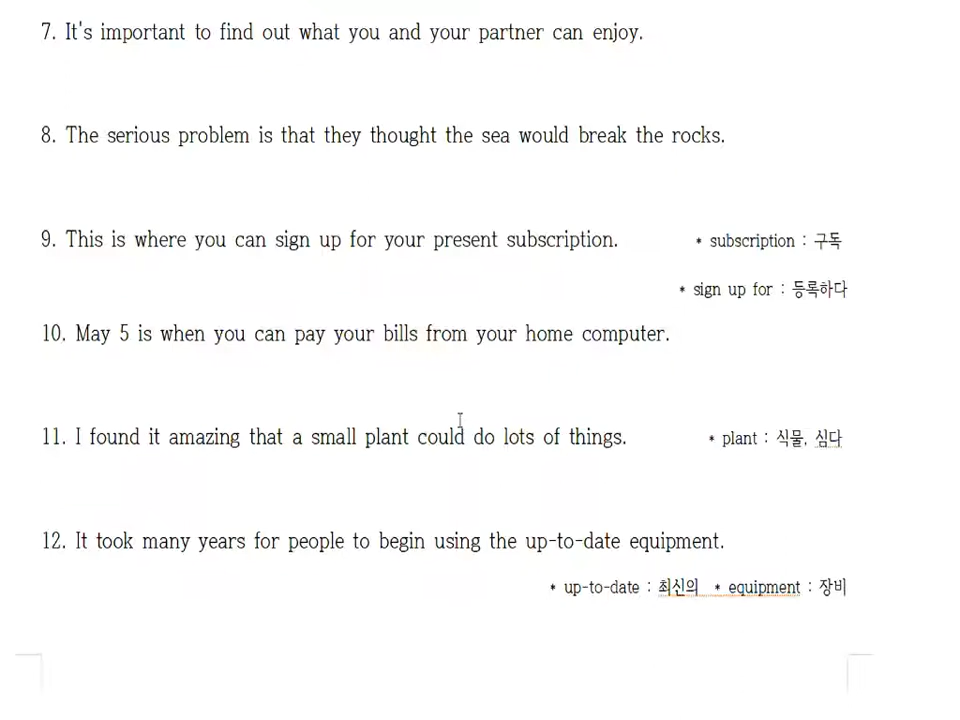 7. It's important to find out what you and your partner can enjoy.
8. The serious problem is that they thought the sea would break the rocks.
9. This is where you can sign up for your present subscription. * subscription : 구독
* sign up for : 등록하다
10. May 5 is when you can pay your bills from your home computer.
11. I found it amazing that a small plant could do lots of things. * plant : 식물, 심다
12. It took many years for people to begin using the up-to-date equipment.
* up-to-date : 최신의 * equipment : 장비